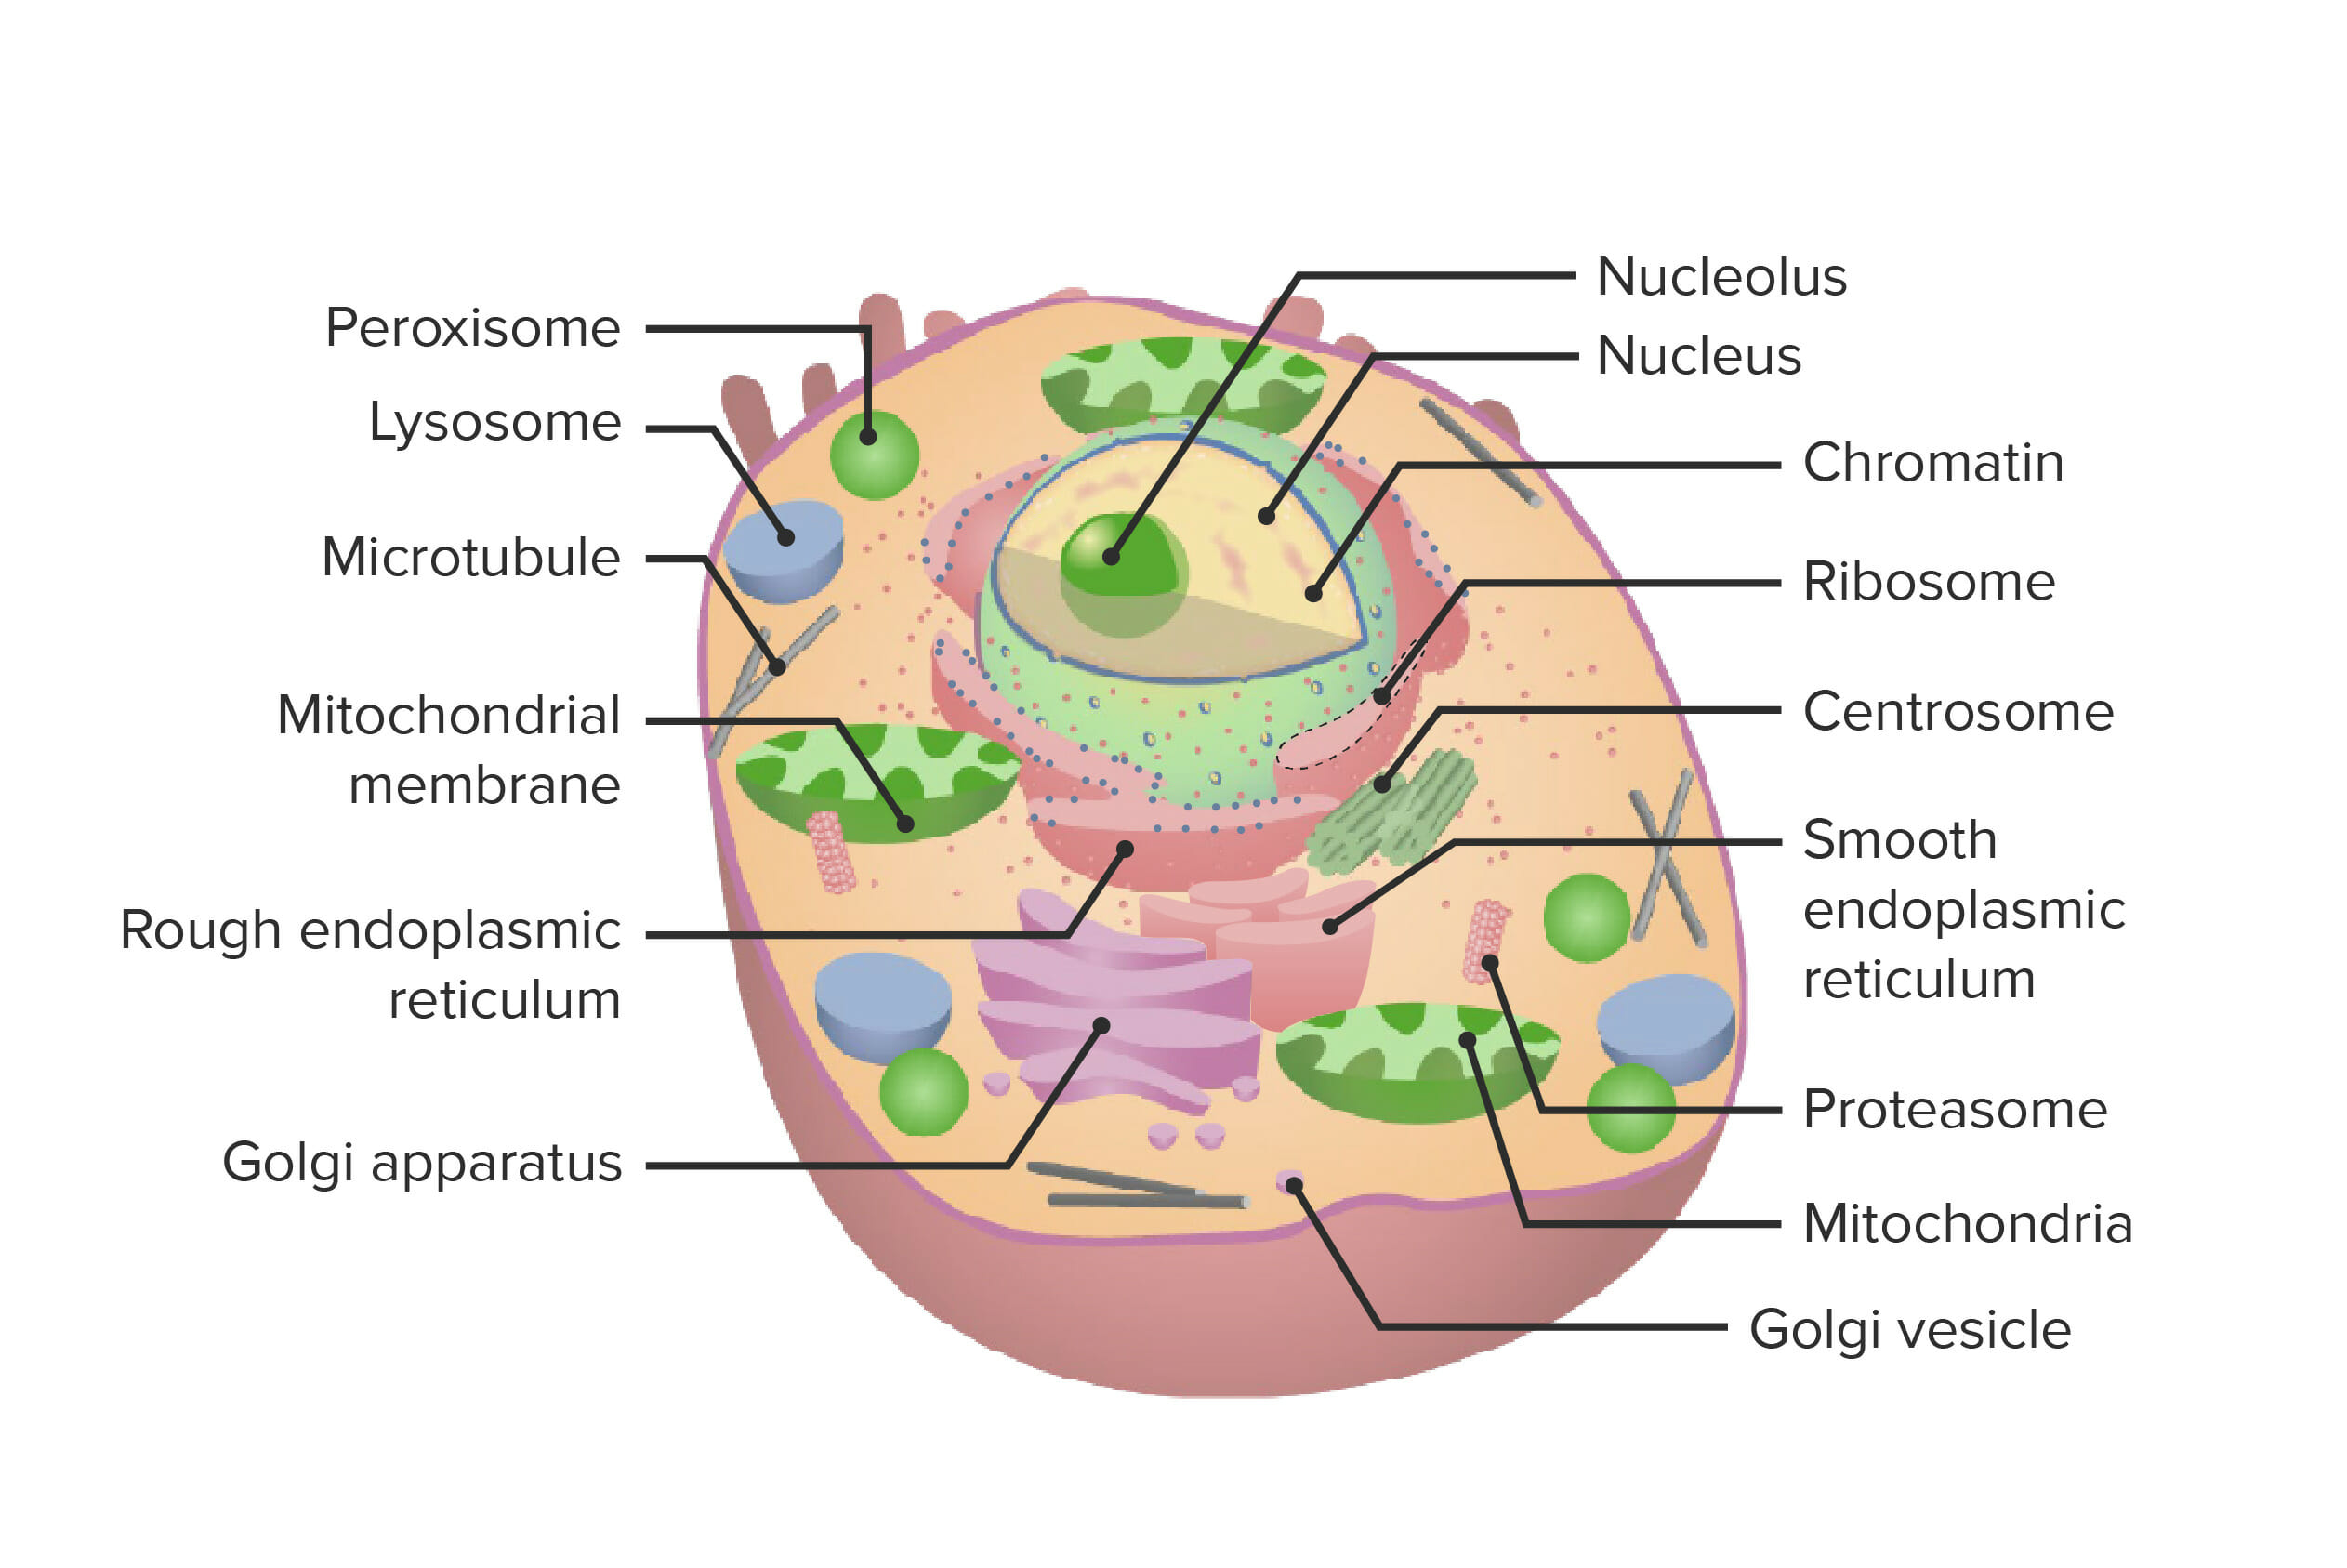 Peroxisome
Lysosome
Microtubule
Mitochondrial
membrane
Rough endoplasmic
reticulum
Golgi apparatus
Nucleolus
Nucleus
Chromatin
Ribosome
Centrosome
Smooth
endoplasmic
reticulum
Proteasome
Mitochondria
Golgi vesicle